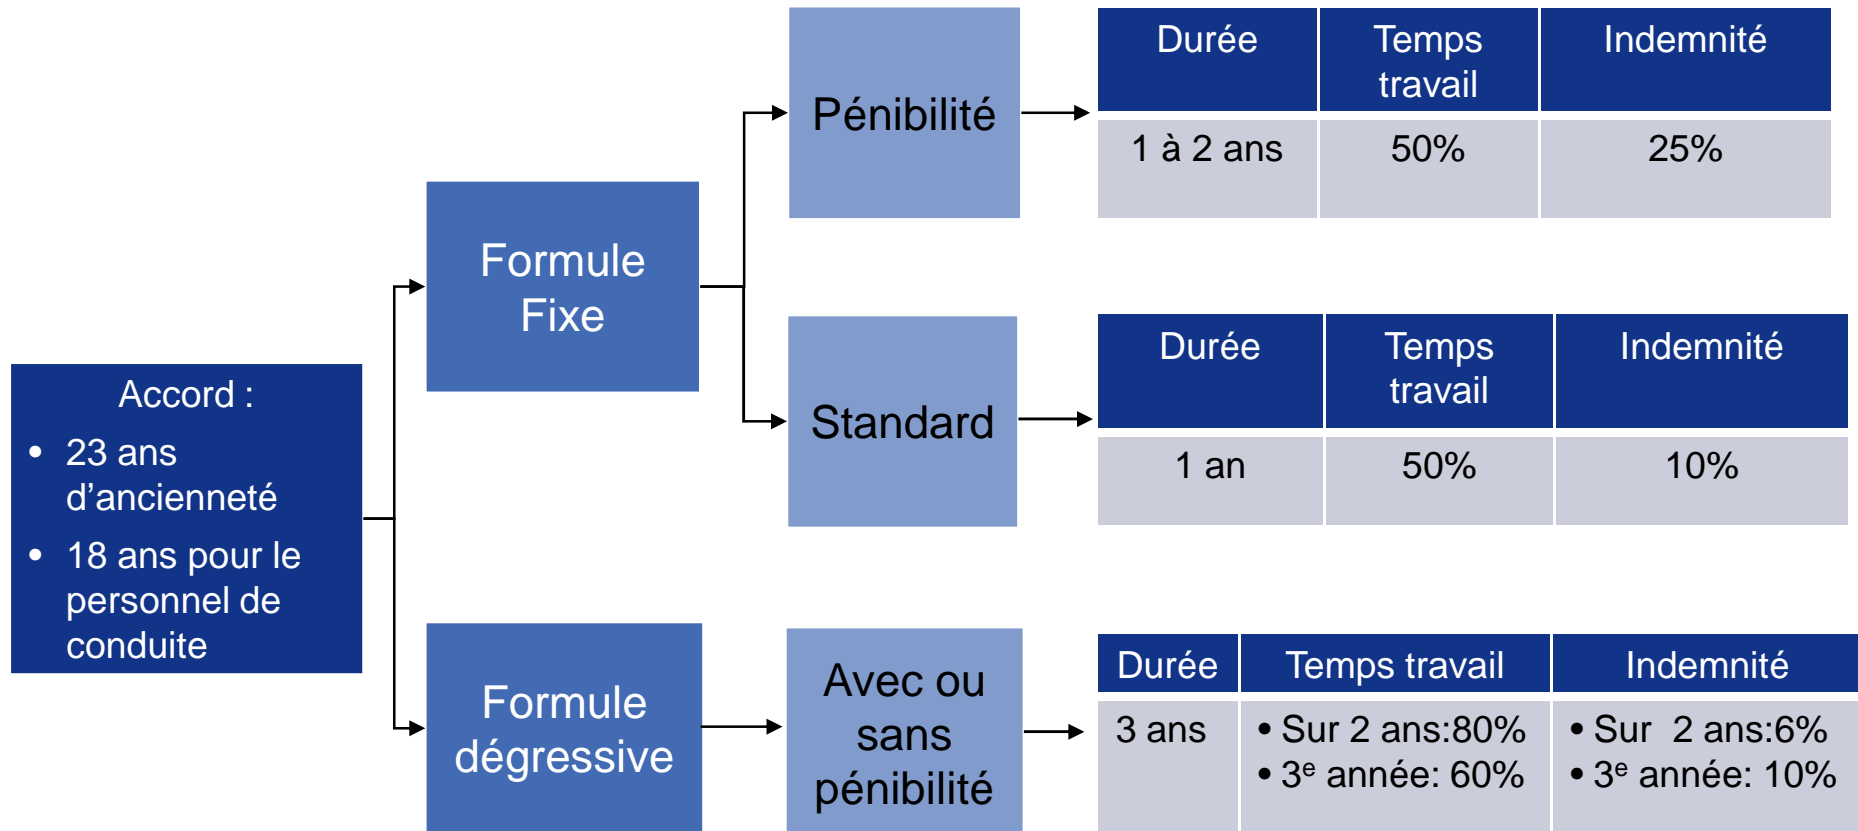 Accord :
• 23 ans
d’ancienneté
• 18 ans pour le
personnel de
conduite
Formule
Fixe
Pénibilité
Durée
Temps
travail
Indemnité
1 à 2 ans
50%
25%
Standard
Durée
Temps
travail
Indemnité
1 an
50%
10%
Formule
dégressive
Avec ou
sans
pénibilité
Durée
Temps travail
Indemnité
3 ans
• Sur 2 ans:80%
• 3e année: 60%
• Sur 2 ans:6%
• 3e année: 10%